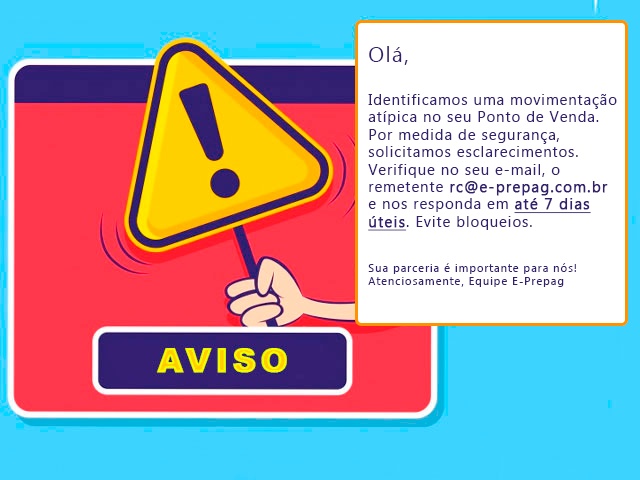 Olá,
Identificamos uma movimentação
atípica no seu Ponto de Venda.
Por medida de segurança,
solicitamos esclarecimentos.
Verifique no seu e-mail, o
remetente rc@e-prepag.com.br
e nos responda em até 7 dias
úteis. Evite bloqueios.
Sua parceria é importante para nós!
Atenciosamente, Equipe E-Prepag
AVISO